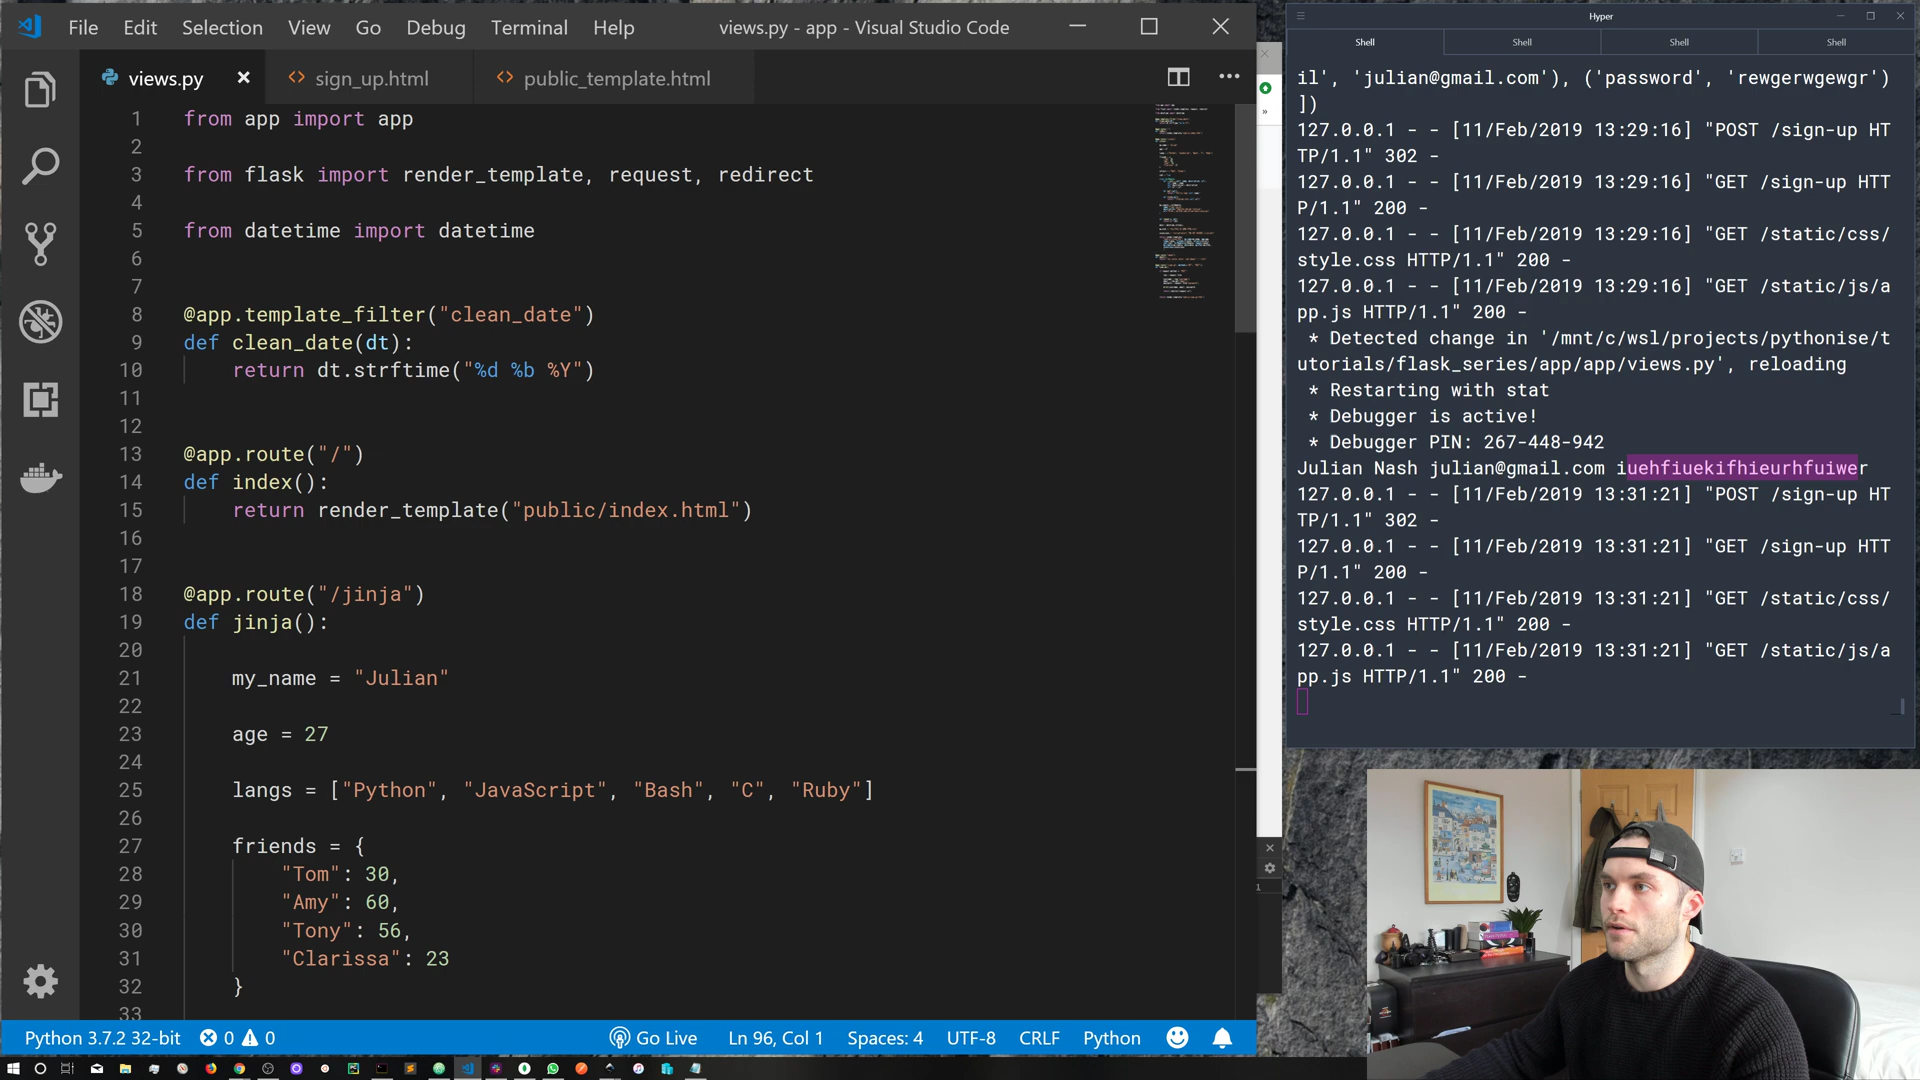 File Edit Selection View Go Debug Terminal Help
views.py - app - Visual Studio Code
views.py
sign_up.html
public_template.html
1 from app import app
2
3 from flask import render_template, request, redirect
4
5 from datetime import datetime
6
7
8 @app.template_filter("clean_date")
9 def clean_date(dt):
10 return dt.strftime("%d %b %Y")
11
12
13 @app.route("/")
14 def index():
15 return render_template("public/index.html")
16
17
18 @app.route("/jinja")
19 def jinja():
20
21 my_name = "Julian"
22
23 age = 27
24
25 langs = ["Python", "JavaScript", "Bash", "C", "Ruby"]
26
27 friends = {
28 "Tom": 30,
29 "Amy": 60,
30 "Tony": 56,
31 "Clarissa": 23
32 }
33
Python 3.7.2 32-bit 0 0 Go Live Ln 96, Col 1 Spaces: 4 UTF-8 CRLF Python
Hyper
Shell Shell Shell Shell
il', 'julian@gmail.com'), ('password', 'rewgerwgewgr')
])
127.0.0.1 - - [11/Feb/2019 13:29:16] "POST /sign-up HT
TP/1.1" 302 -
127.0.0.1 - - [11/Feb/2019 13:29:16] "GET /sign-up HTT
P/1.1" 200 -
127.0.0.1 - - [11/Feb/2019 13:29:16] "GET /static/css/
style.css HTTP/1.1" 200 -
127.0.0.1 - - [11/Feb/2019 13:29:16] "GET /static/js/a
pp.js HTTP/1.1" 200 -
* Detected change in '/mnt/c/wsl/projects/pythonise/t
utorials/flask_series/app/app/views.py', reloading
* Restarting with stat
* Debugger is active!
* Debugger PIN: 267-448-942
Julian Nash julian@gmail.com iuehfiuekifhieurhfuiwer
127.0.0.1 - - [11/Feb/2019 13:31:21] "POST /sign-up HT
TP/1.1" 302 -
127.0.0.1 - - [11/Feb/2019 13:31:21] "GET /sign-up HTT
P/1.1" 200 -
127.0.0.1 - - [11/Feb/2019 13:31:21] "GET /static/css/
style.css HTTP/1.1" 200 -
127.0.0.1 - - [11/Feb/2019 13:31:21] "GET /static/js/a
pp.js HTTP/1.1" 200 -